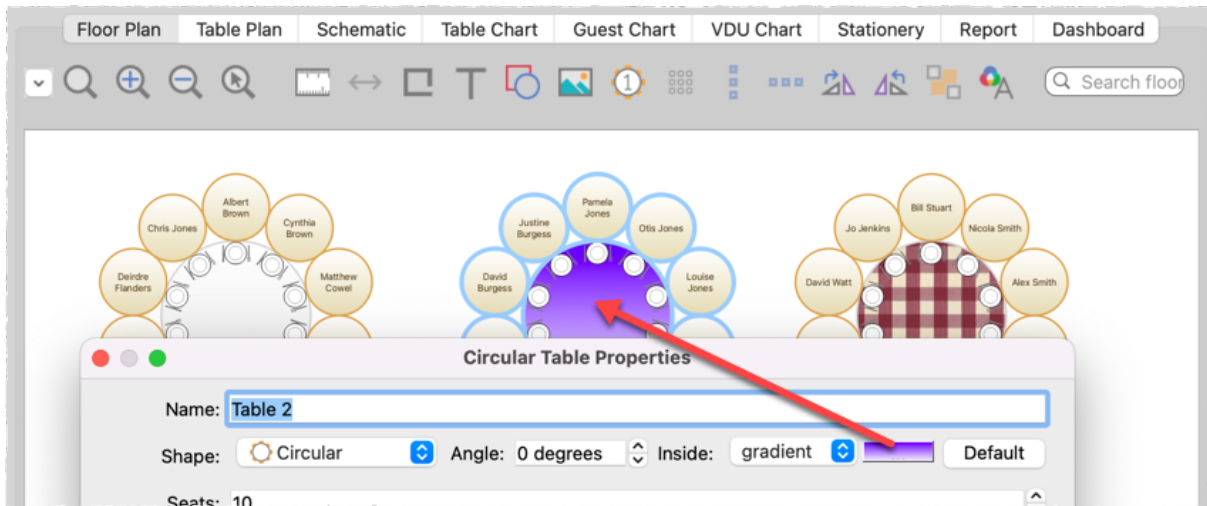 Floor Plan Table Plan Schematic Table Chart Guest Chart VDU Chart Stationery Report Dashboard
T 1 A Search floor
Albert
Brown
Chris Jones
Cynthia
Brown
Deirdre
Flanders
Matthew
Cowel
Pamela
Jones
Justine
Burgess
Otis Jones
David
Burgess
Louise
Jones
Bill Stuart
Jo Jenkins
Nicola Smith
David Watt
Alex Smith
Circular Table Properties
Name: Table 2
Shape: Circular Angle: 0 degrees Inside: gradient ... Default
Seats: 10